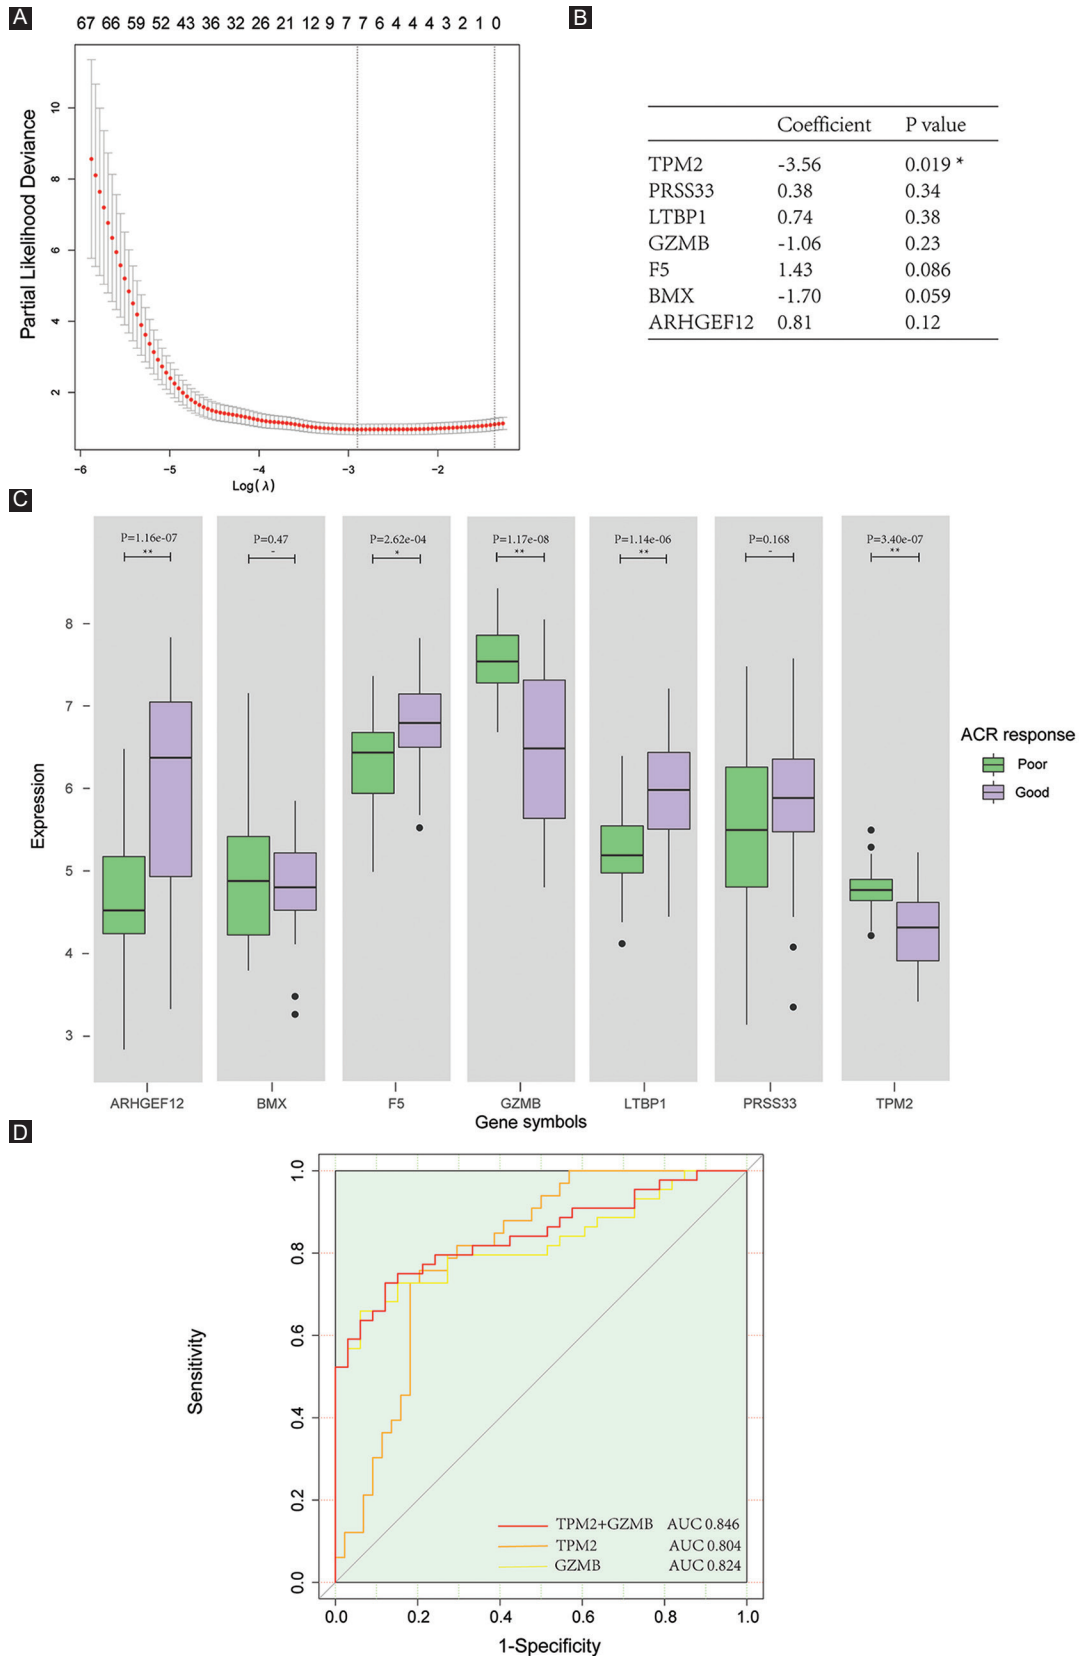 A
67 66 59 52 43 36 32 26 21 12 9 7 7 6 4 4 4 3 2 1 0
Partial Likelihood Deviance
10
8
6
4
2
−6 −5 −4 −3 −2
Log(λ)
B
Coefficient P value
TPM2 -3.56 0.019 *
PRSS33 0.38 0.34
LTBP1 0.74 0.38
GZMB -1.06 0.23
F5 1.43 0.086
BMX -1.70 0.059
ARHGEF12 0.81 0.12
C
P=1.16e-07 P=0.47 P=2.62e-04 P=1.17e-08 P=1.14e-06 P=0.168 P=3.40e-07
** - * ** ** - **
Expression
8
7
6
5
4
3
ACR response
Poor
Good
ARHGEF12 BMX F5 GZMB LTBP1 PRSS33 TPM2
Gene symbols
D
Sensitivity
1.0
0.8
0.6
0.4
0.2
0.0
TPM2+GZMB AUC 0.846
TPM2 AUC 0.804
GZMB AUC 0.824
0.0 0.2 0.4 0.6 0.8 1.0
1-Specificity